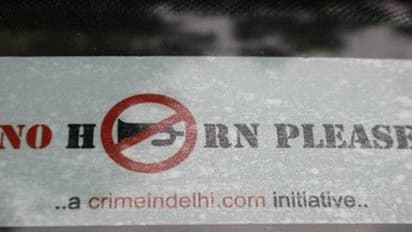 NO HORN PLEASE
..a crimeindelhi.com initiative..